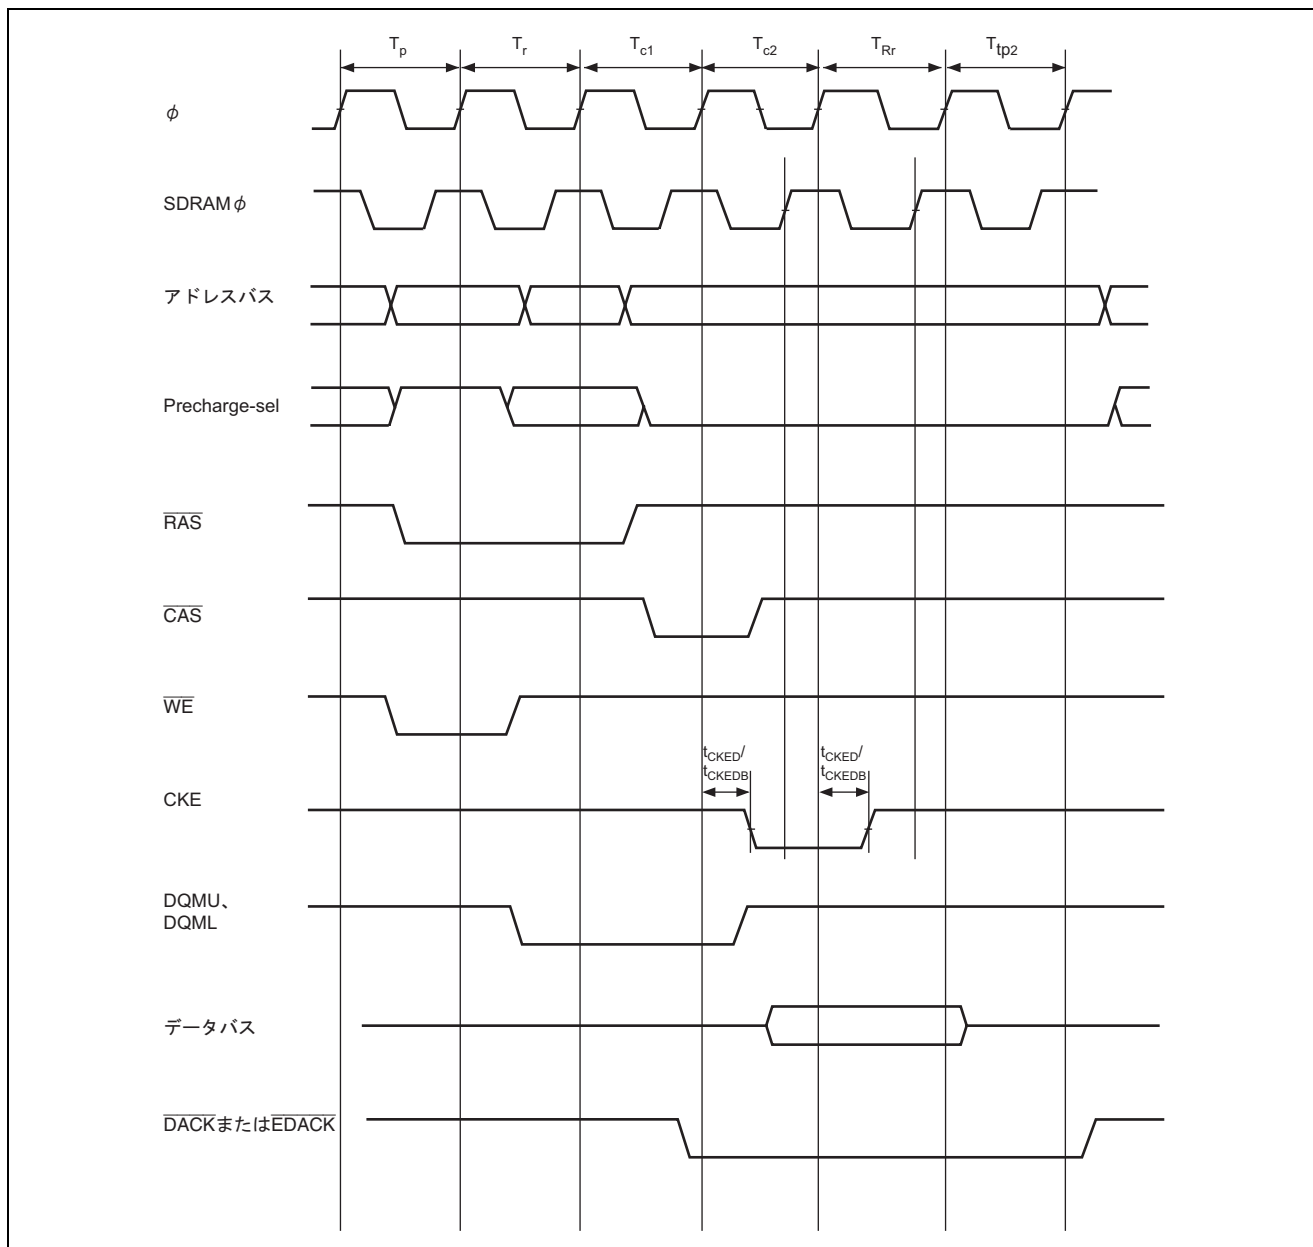 Tp Tr Tc1 Tc2 TRr Ttp2
φ
SDRAMφ
アドレスバス
Precharge-sel
RAS
CAS
WE
tCKED/ tCKED/
tCKEDB tCKEDB
CKE
DQMU、
DQML
データバス
DACKまたはEDACK